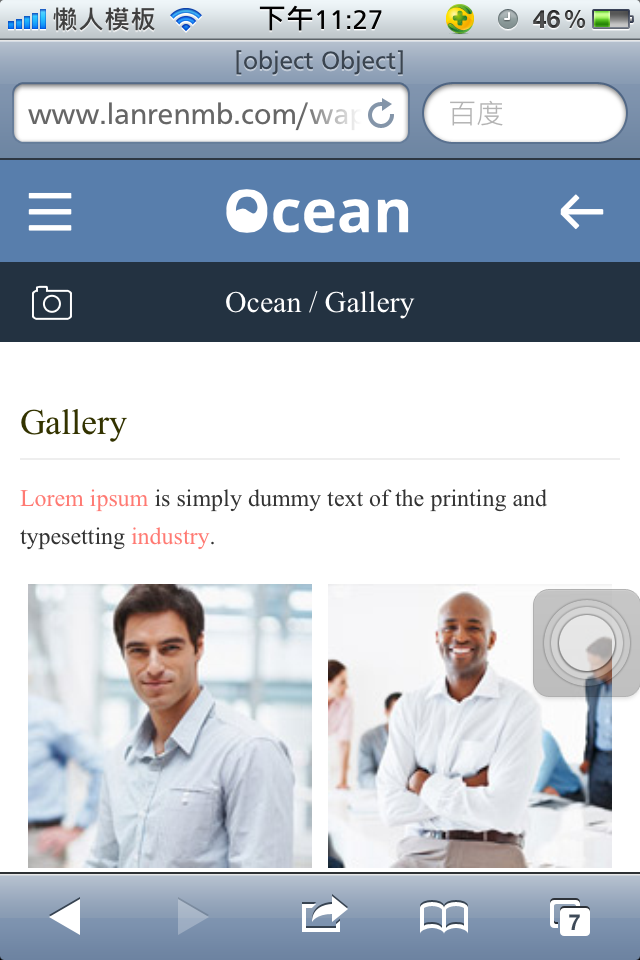 懒人模板 下午11:27 46%
[object Object]
www.lanrenmb.com/wap 百度
Ocean
Ocean / Gallery
Gallery
Lorem ipsum is simply dummy text of the printing and
typesetting industry.
7